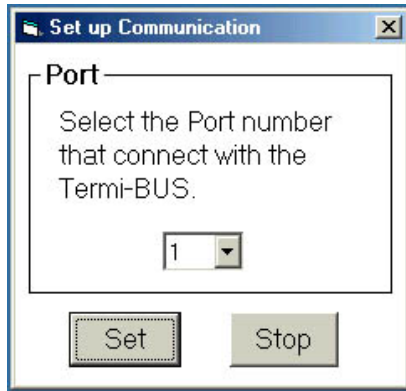 Set up Communication
Port
Select the Port number
that connect with the
Termi-BUS.
1
Set
Stop